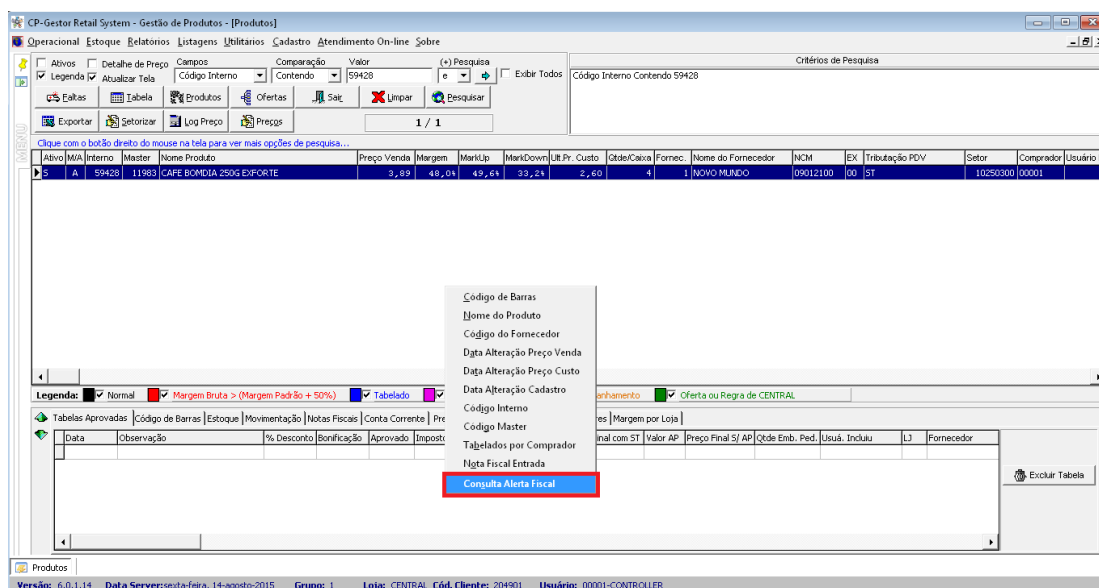 CP-Gestor Retail System - Gestão de Produtos - [Produtos]
Operacional Estoque Relatórios Listagens Utilitários Cadastro Atendimento On-line Sobre
Ativos Detalhe de Preço Campos Comparação Valor (+) Pesquisa Critérios de Pesquisa
Legenda Atualizar Tela Código Interno Contendo 59428 e Exibir Todos Código Interno Contendo 59428
Faltas Tabela Produtos Ofertas Sair Limpar Pesquisar
Exportar Setorizar Log Preço Preços 1 / 1
MENU
Clique com o botão direito do mouse na tela para ver mais opções de pesquisa...
Ativo M/A Interno Master Nome Produto Preço Venda Margem MarkUp MarkDown Ult.Pr. Custo Qtde/Caixa Fornec. Nome do Fornecedor NCM EX Tributação PDV Setor Comprador Usuário
S A 59428 11983 CAFE BOMDIA 250G EXFORTE 3,89 48,0% 49,6% 33,2% 2,60 4 1 NOVO MUNDO 09012100 00 ST 10250300 00001
Código de Barras
Nome do Produto
Código do Fornecedor
Data Alteração Preço Venda
Data Alteração Preço Custo
Data Alteração Cadastro
Código Interno
Código Master
Tabelados por Comprador
Nota Fiscal Entrada
Consulta Alerta Fiscal
Legenda: Normal Margem Bruta > (Margem Padrão + 50%) Tabelado anhamento Oferta ou Regra de CENTRAL
Tabelas Aprovadas Código de Barras Estoque Movimentação Notas Fiscais Conta Corrente Pre es Margem por Loja
Data Observação % Desconto Bonificação Aprovado Imposto inal com ST Valor AP Preço Final S/ AP Qtde Emb. Ped. Usuá. Incluiu LJ Fornecedor
Excluir Tabela
Produtos
Versão: 6.0.1.14 Data Server: sexta-feira, 14-agosto-2015 Grupo: 1 Loja: CENTRAL Cód. Cliente: 204901 Usuário: 00001-CONTROLLER